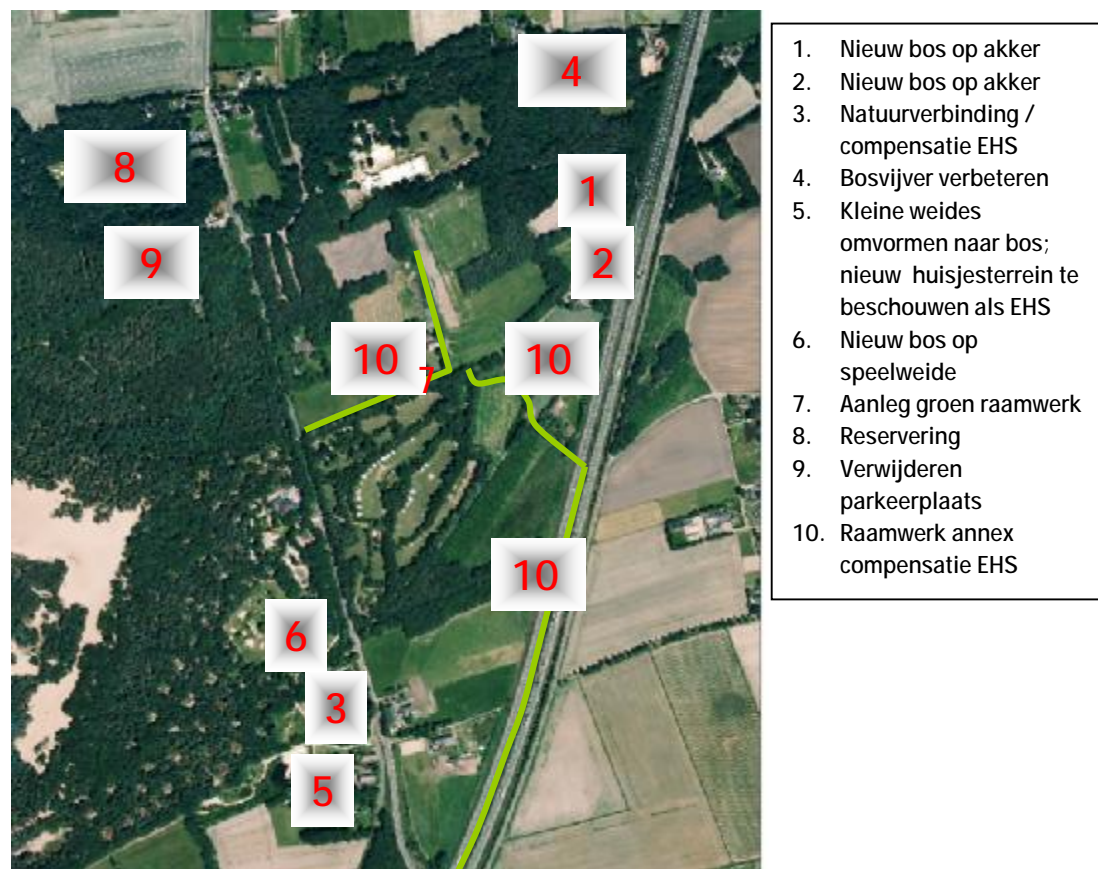 4
8
1
9
2
10
10
7
10
6
3
5
1. Nieuw bos op akker
2. Nieuw bos op akker
3. Natuurverbinding /
compensatie EHS
4. Bosvijver verbeteren
5. Kleine weides
omvormen naar bos;
nieuw huisjesterrein te
beschouwen als EHS
6. Nieuw bos op
speelweide
7. Aanleg groen raamwerk
8. Reservering
9. Verwijderen
parkeerplaats
10. Raamwerk annex
compensatie EHS